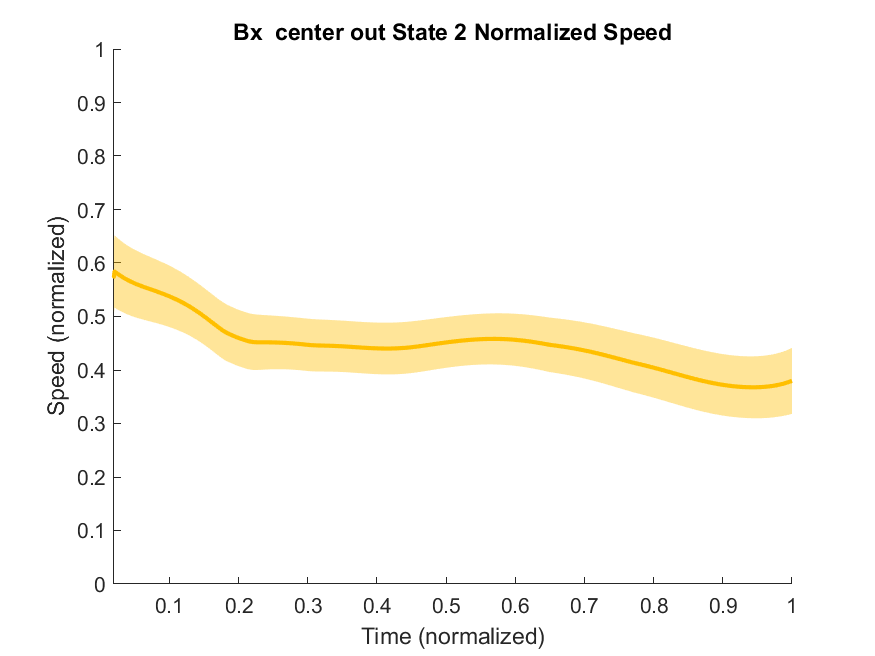 Bx  center out State 2 Normalized Speed
1
0.9
0.8
0.7
0.6
0.5
0.4
0.3
0.2
0.1
0
Speed (normalized)
0.1 0.2 0.3 0.4 0.5 0.6 0.7 0.8 0.9 1
Time (normalized)